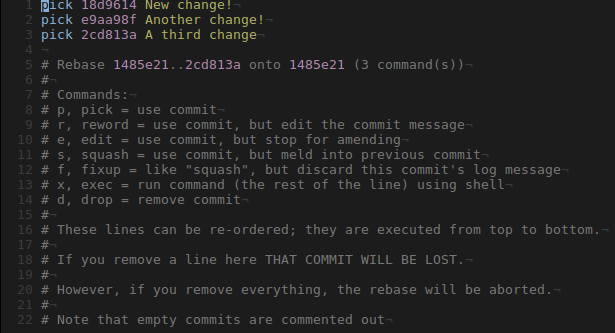 1 pick 18d9614 New change!¬
2 pick e9aa98f Another change!¬
3 pick 2cd813a A third change¬
4 ¬
5 # Rebase 1485e21..2cd813a onto 1485e21 (3 command(s))¬
6 #¬
7 # Commands:¬
8 # p, pick = use commit¬
9 # r, reword = use commit, but edit the commit message¬
10 # e, edit = use commit, but stop for amending¬
11 # s, squash = use commit, but meld into previous commit¬
12 # f, fixup = like "squash", but discard this commit's log message¬
13 # x, exec = run command (the rest of the line) using shell¬
14 # d, drop = remove commit¬
15 #¬
16 # These lines can be re-ordered; they are executed from top to bottom.¬
17 #¬
18 # If you remove a line here THAT COMMIT WILL BE LOST.¬
19 #¬
20 # However, if you remove everything, the rebase will be aborted.¬
21 #¬
22 # Note that empty commits are commented out¬